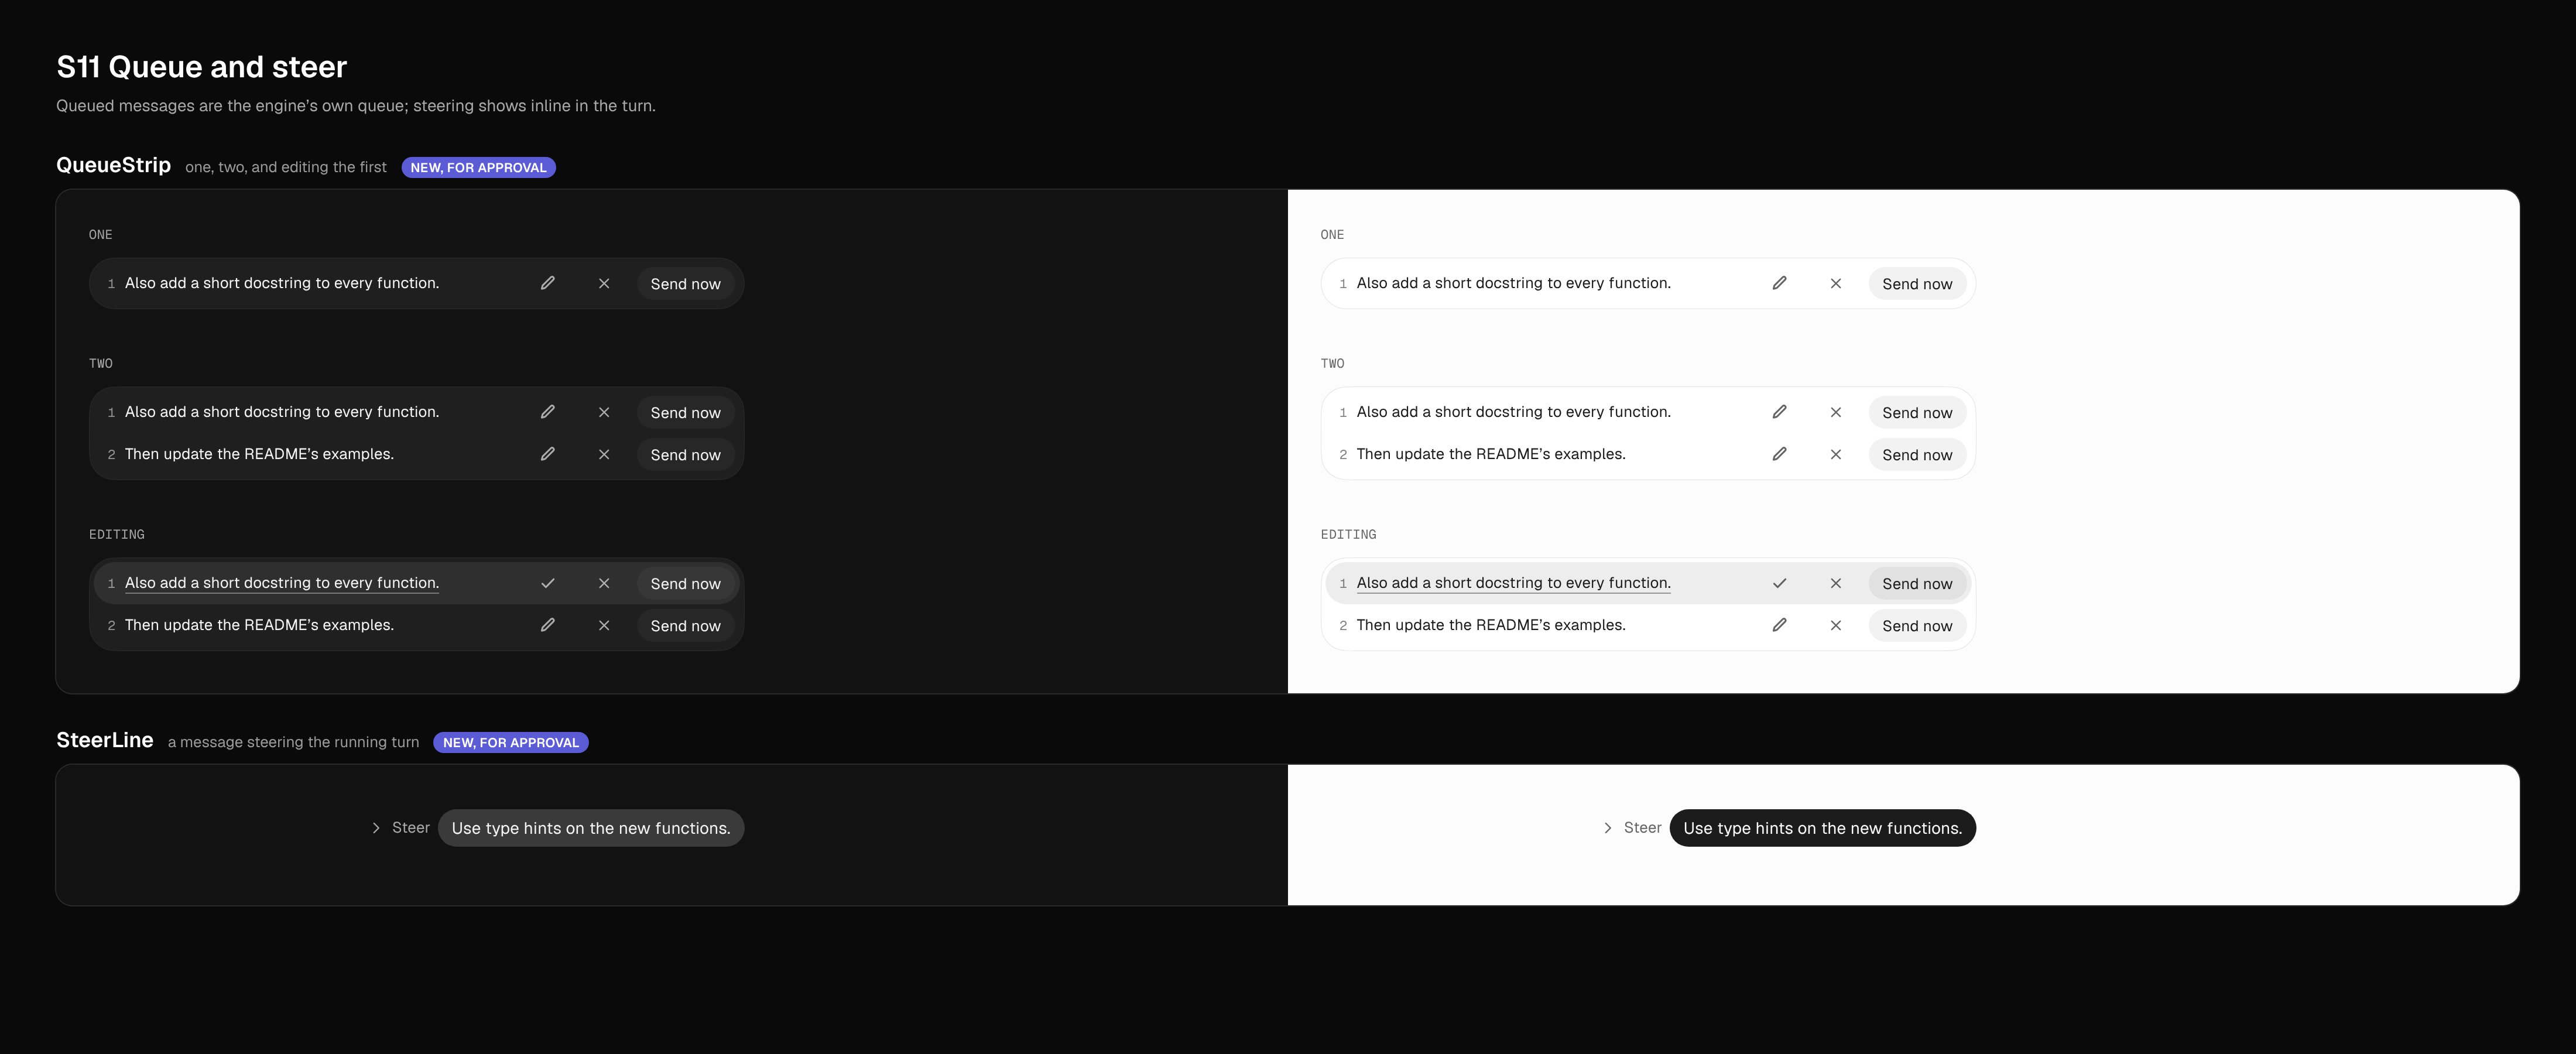 S11 Queue and steer
Queued messages are the engine’s own queue; steering shows inline in the turn.
QueueStrip one, two, and editing the first NEW, FOR APPROVAL
ONE
1 Also add a short docstring to every function. Send now
TWO
1 Also add a short docstring to every function. Send now
2 Then update the README’s examples. Send now
EDITING
1 Also add a short docstring to every function. Send now
2 Then update the README’s examples. Send now
ONE
1 Also add a short docstring to every function. Send now
TWO
1 Also add a short docstring to every function. Send now
2 Then update the README’s examples. Send now
EDITING
1 Also add a short docstring to every function. Send now
2 Then update the README’s examples. Send now
SteerLine a message steering the running turn NEW, FOR APPROVAL
Steer Use type hints on the new functions.
Steer Use type hints on the new functions.